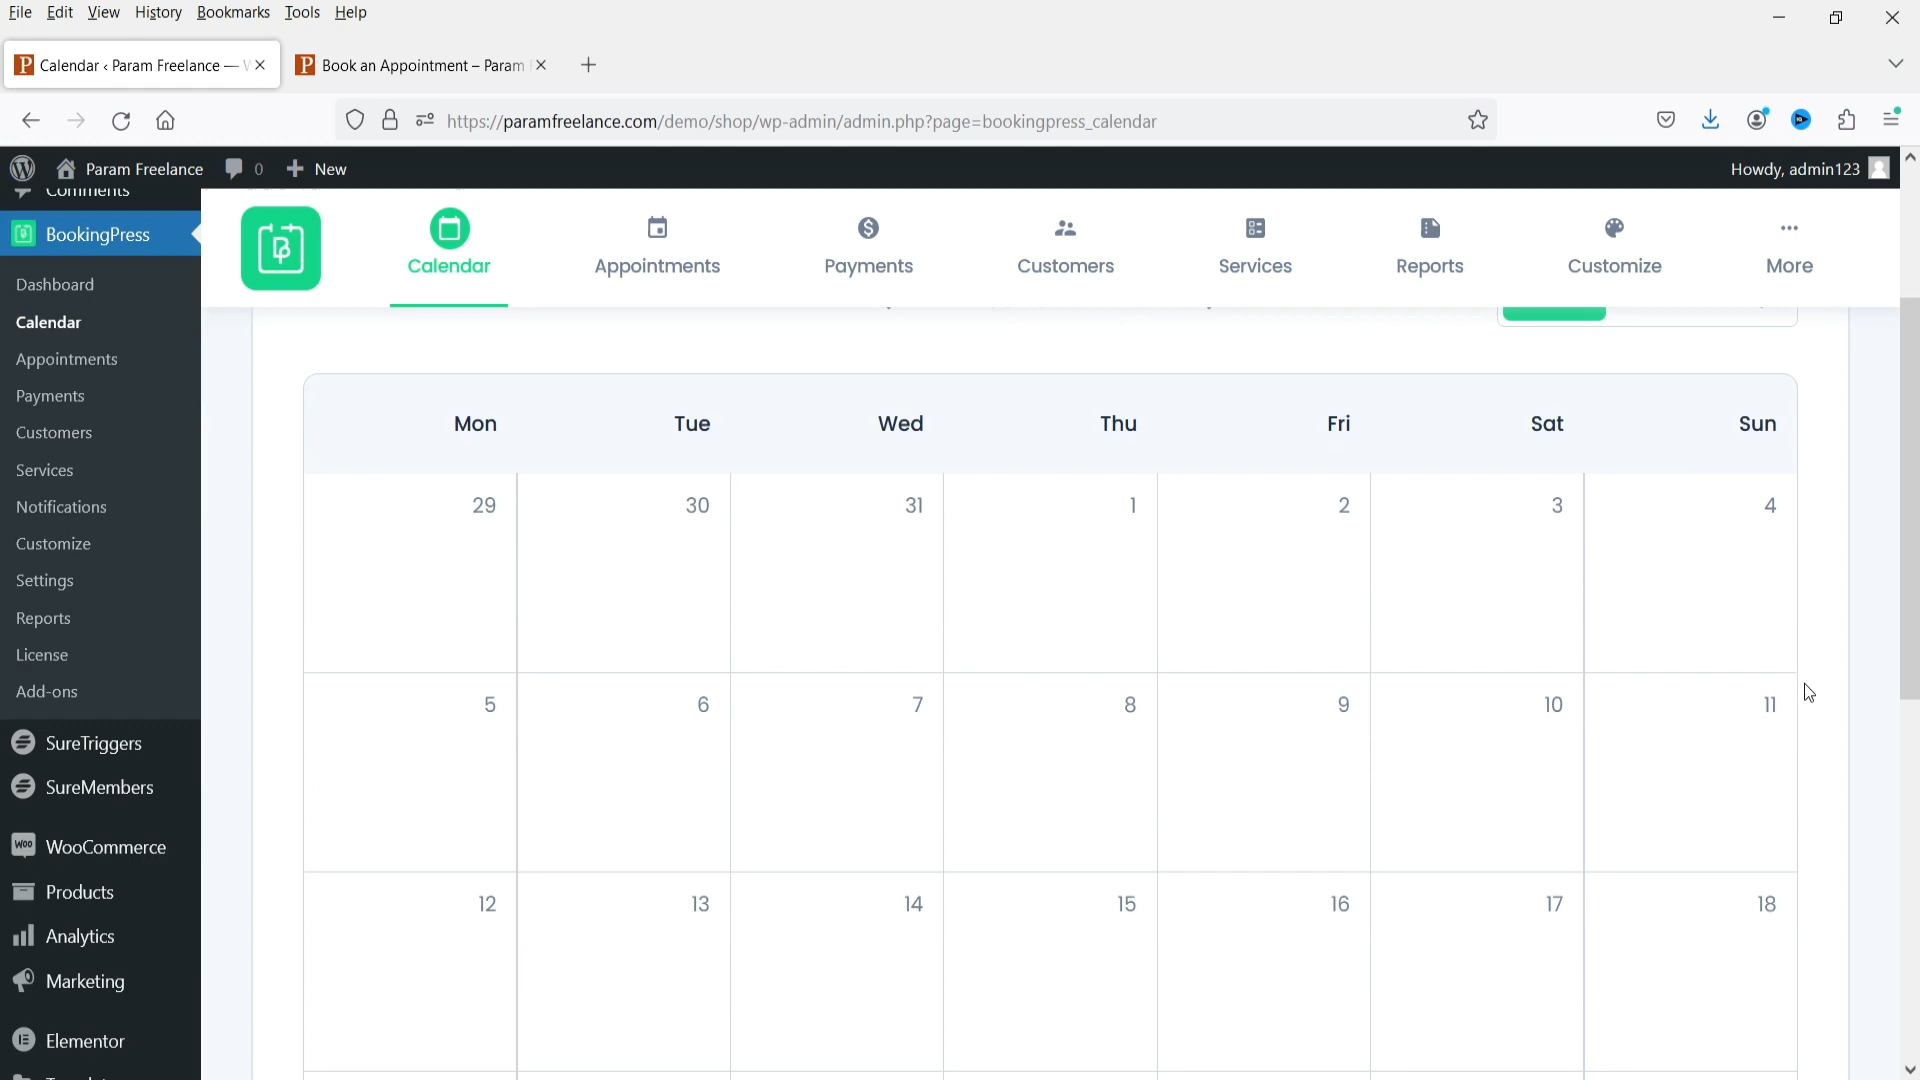 File Edit View History Bookmarks Tools Help
Calendar ‹ Param Freelance — W
Book an Appointment – Param
https://paramfreelance.com/demo/shop/wp-admin/admin.php?page=bookingpress_calendar
Param Freelance 0 New Howdy, admin123
Comments
BookingPress
Dashboard
Calendar
Appointments
Payments
Customers
Services
Notifications
Customize
Settings
Reports
License
Add-ons
SureTriggers
SureMembers
WooCommerce
Products
Analytics
Marketing
Elementor
Calendar Appointments Payments Customers Services Reports Customize More
Mon Tue Wed Thu Fri Sat Sun
29 30 31 1 2 3 4
5 6 7 8 9 10 11
12 13 14 15 16 17 18